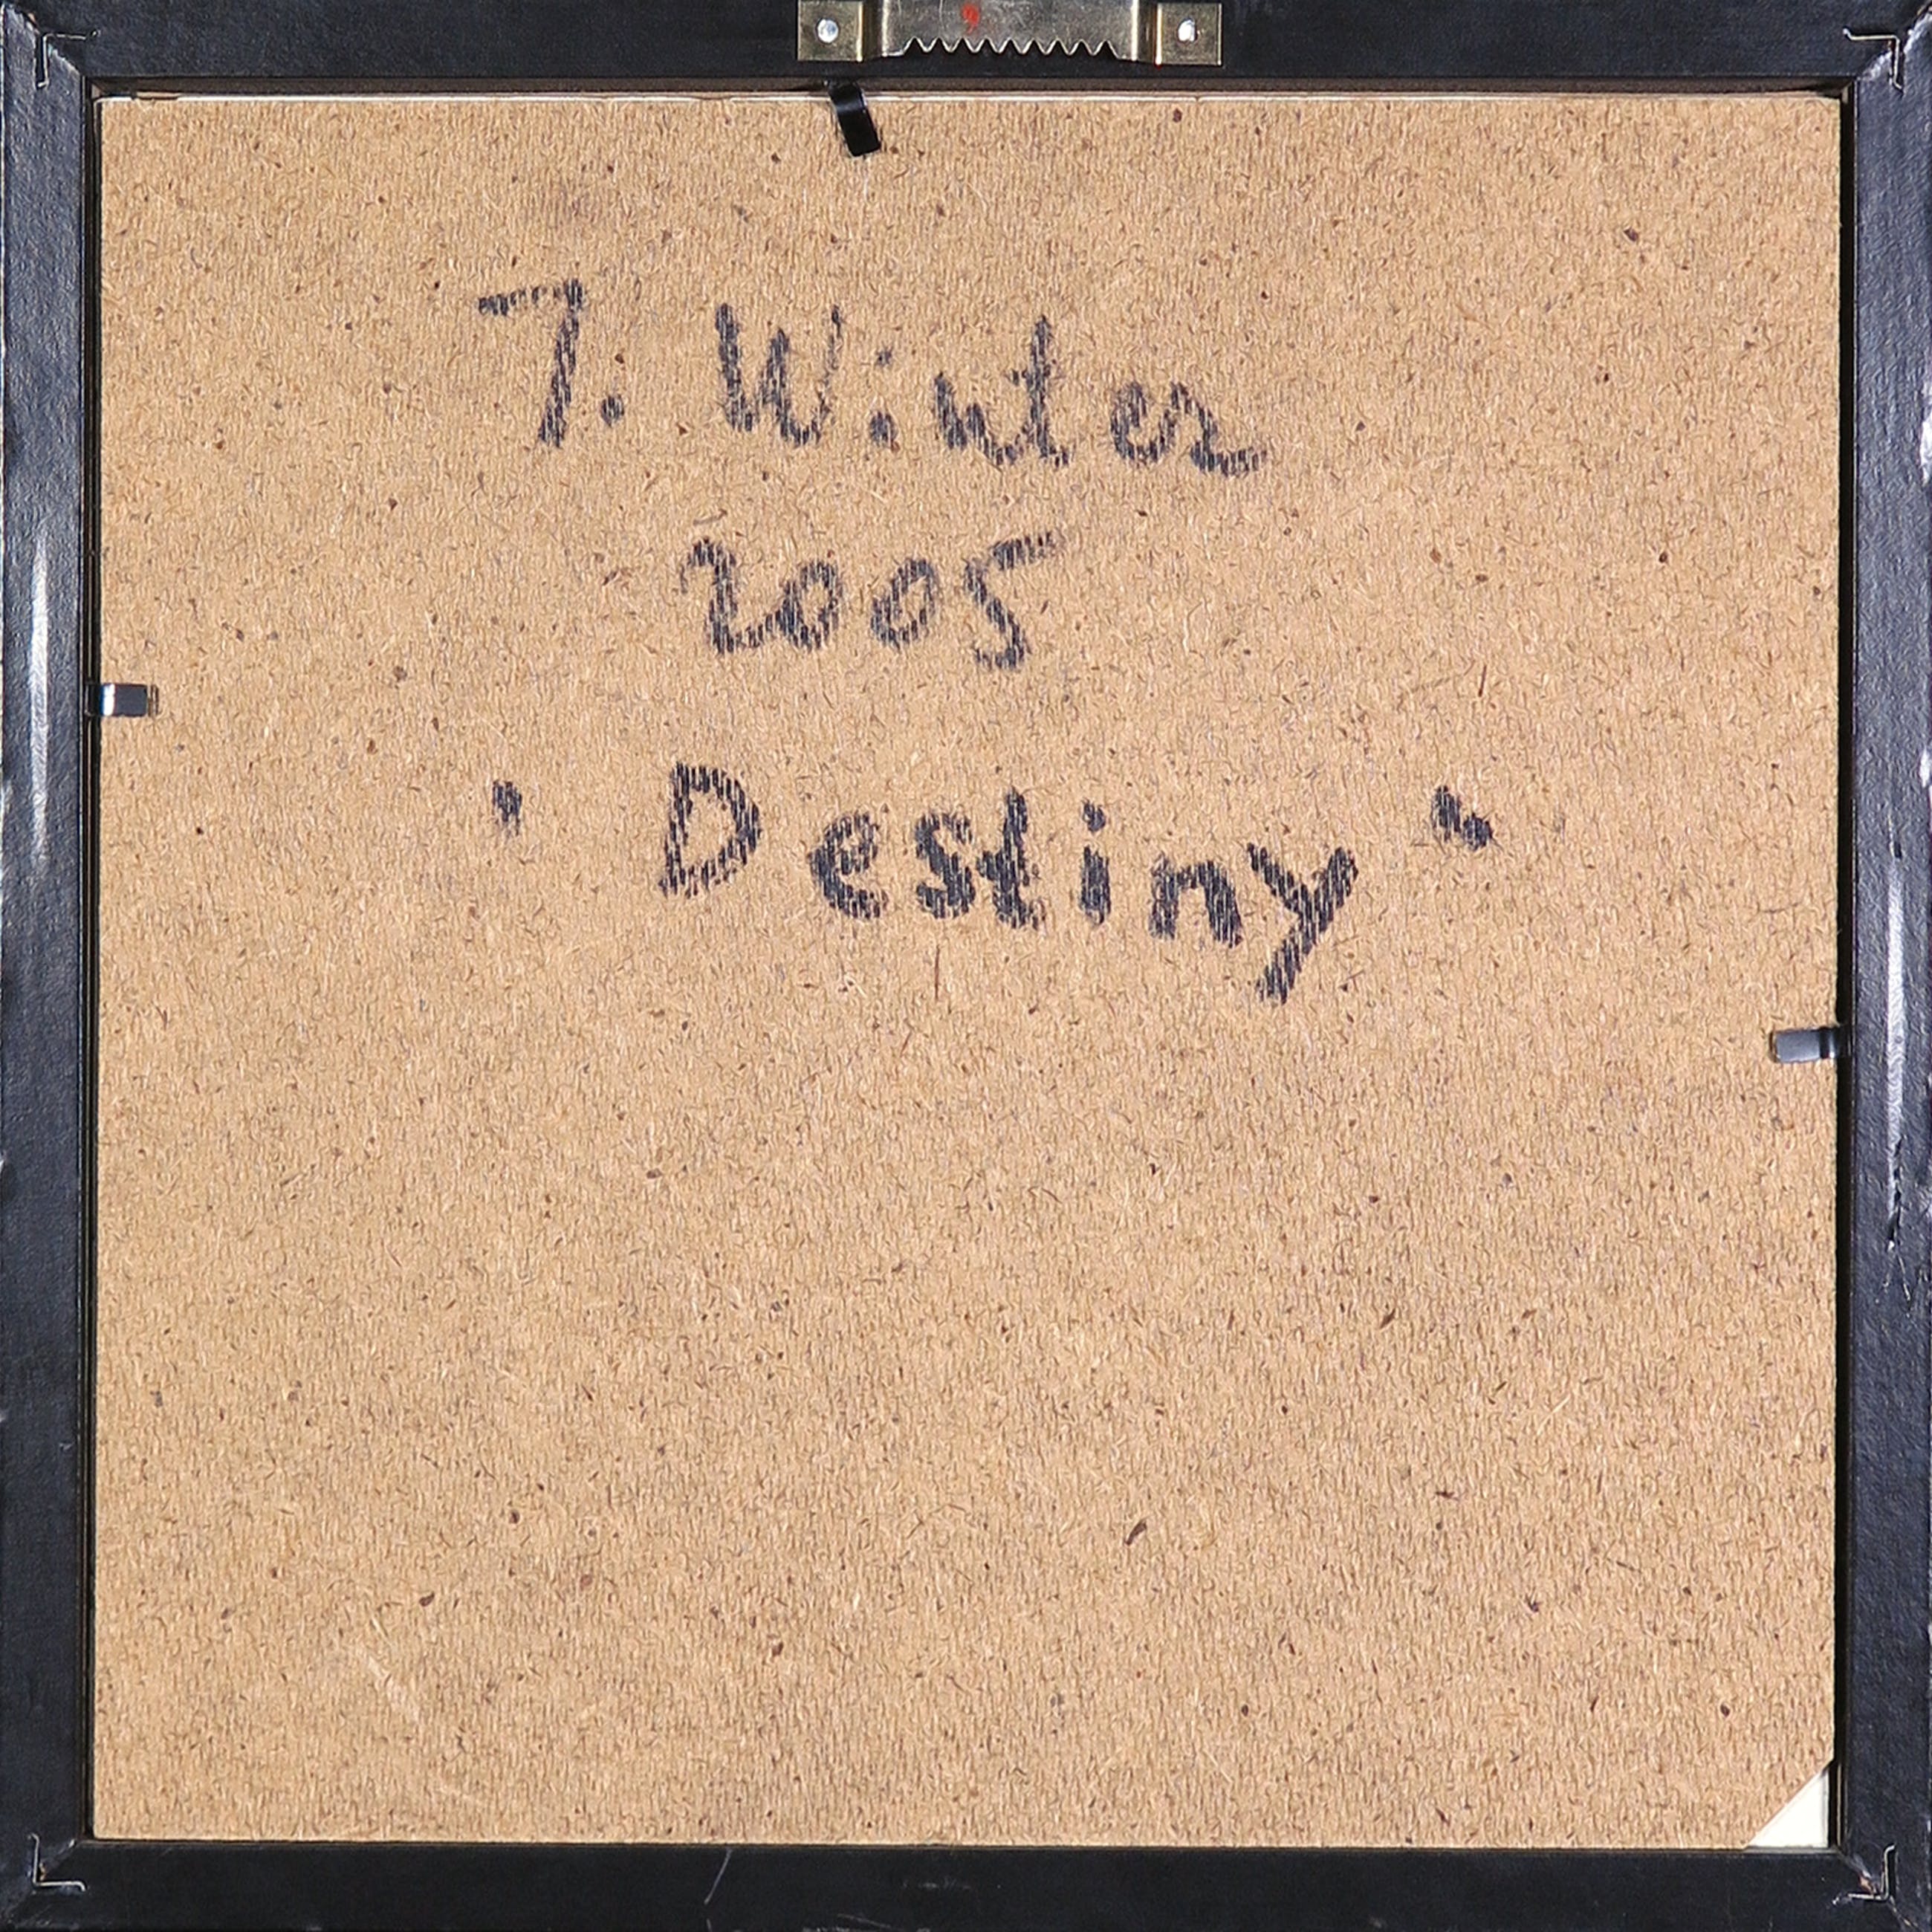 T. Winter
2005
" Destiny "